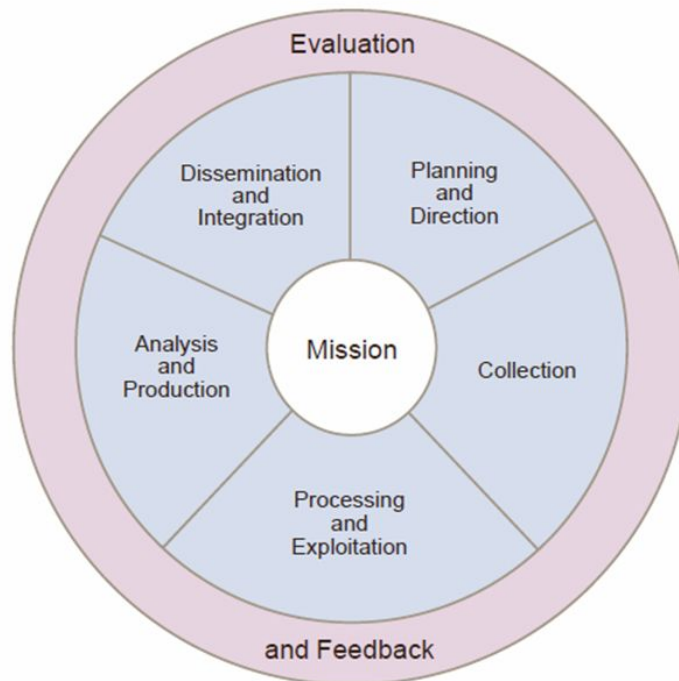 Evaluation
Planning
and
Direction
Collection
Processing
and
Exploitation
Analysis
and
Production
Dissemination
and
Integration
Mission
and Feedback